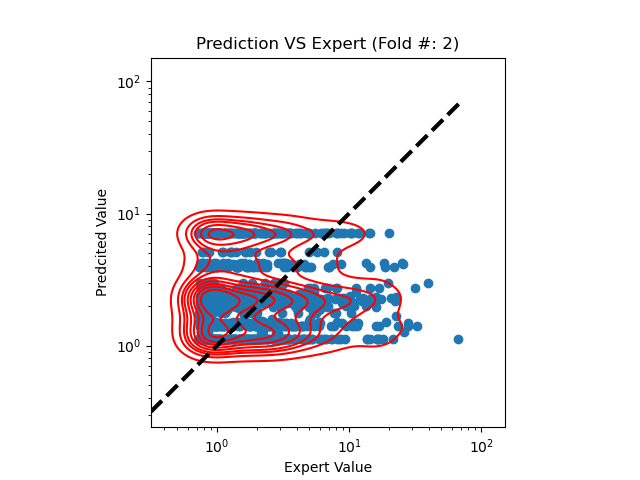 Prediction VS Expert (Fold #: 2)
10²
10¹
10⁰
Predcited Value
10⁰ 10¹ 10²
Expert Value